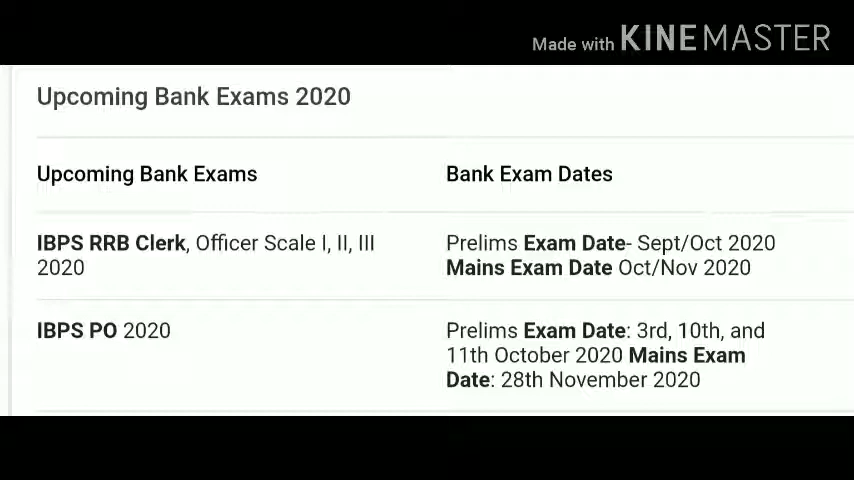 Made with KINEMASTER
Upcoming Bank Exams 2020
Upcoming Bank Exams
Bank Exam Dates
IBPS RRB Clerk, Officer Scale I, II, III
2020
Prelims Exam Date- Sept/Oct 2020
Mains Exam Date Oct/Nov 2020
IBPS PO 2020
Prelims Exam Date: 3rd, 10th, and
11th October 2020 Mains Exam
Date: 28th November 2020